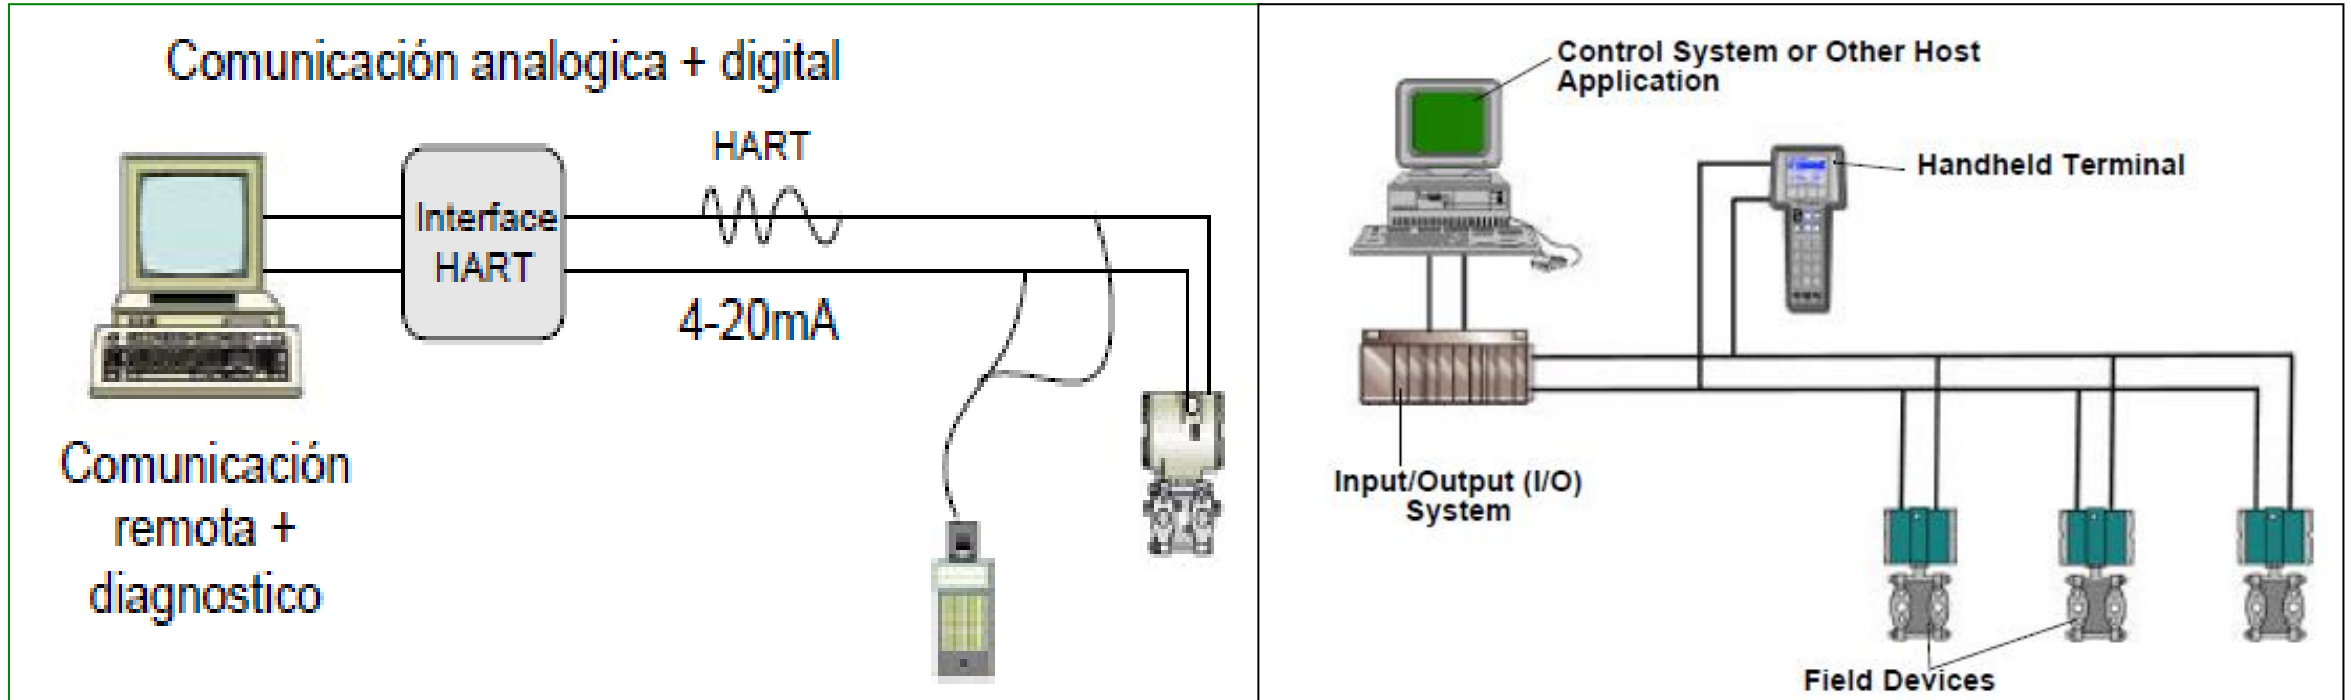 Comunicación analogica + digital
HART
Interface
HART
4-20mA
Comunicación
remota +
diagnostico
Control System or Other Host
Application
Handheld Terminal
Input/Output (I/O)
System
Field Devices